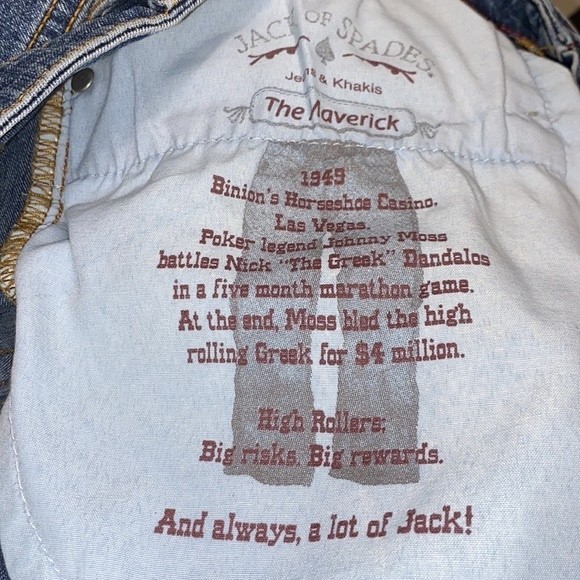 JACK OF SPADES.
Jeans & Khakis
The Maverick
1949
Binion's Horseshoe Casino.
Las Vegas.
Poker legend Johnny Moss
battles Nick "The Greek" Dandalos
in a five month marathon game.
At the end, Moss bled the high
rolling Greek for $4 million.
High Rollers:
Big risks. Big rewards.
And always, a lot of Jack!